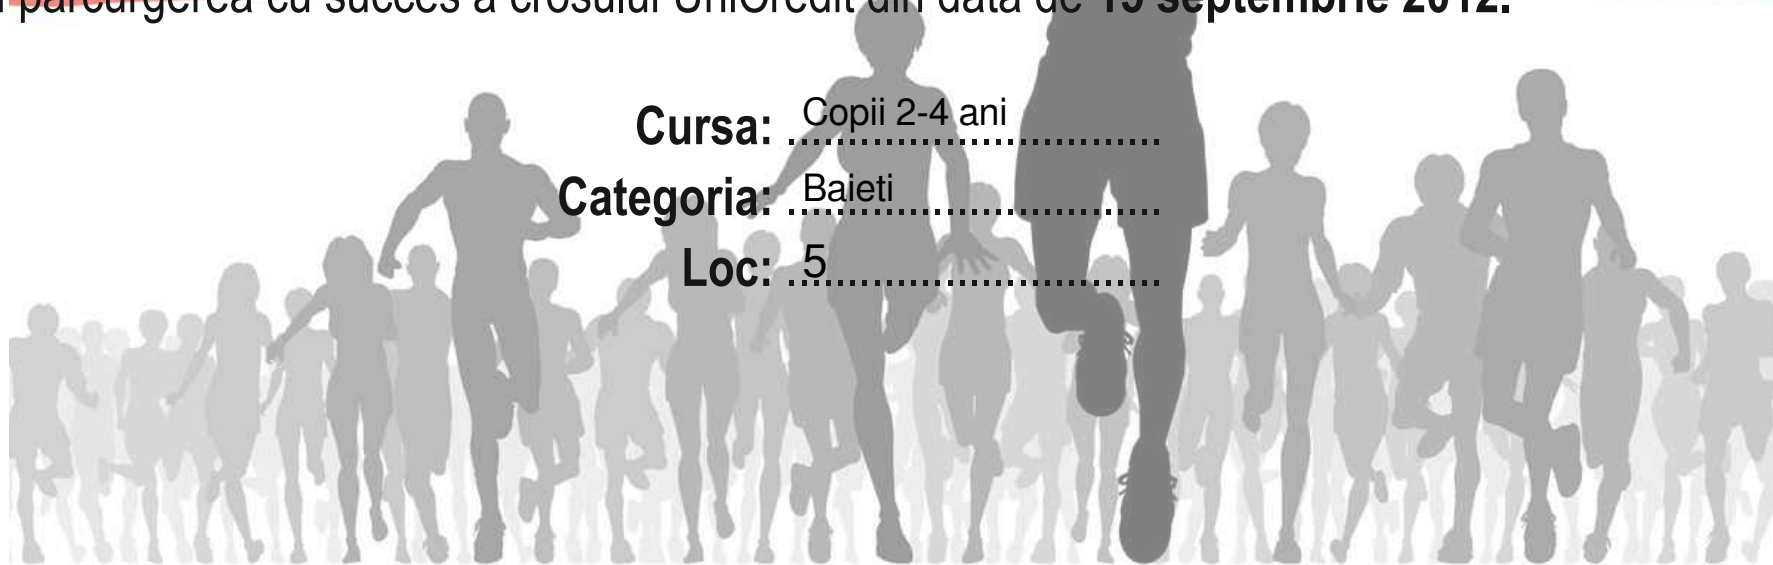 parcurgerea cu succes a crosului UniCredit din data de septembrie 2012.
Cursa: Copii 2-4 ani
Categoria: Baieti
Loc: 5